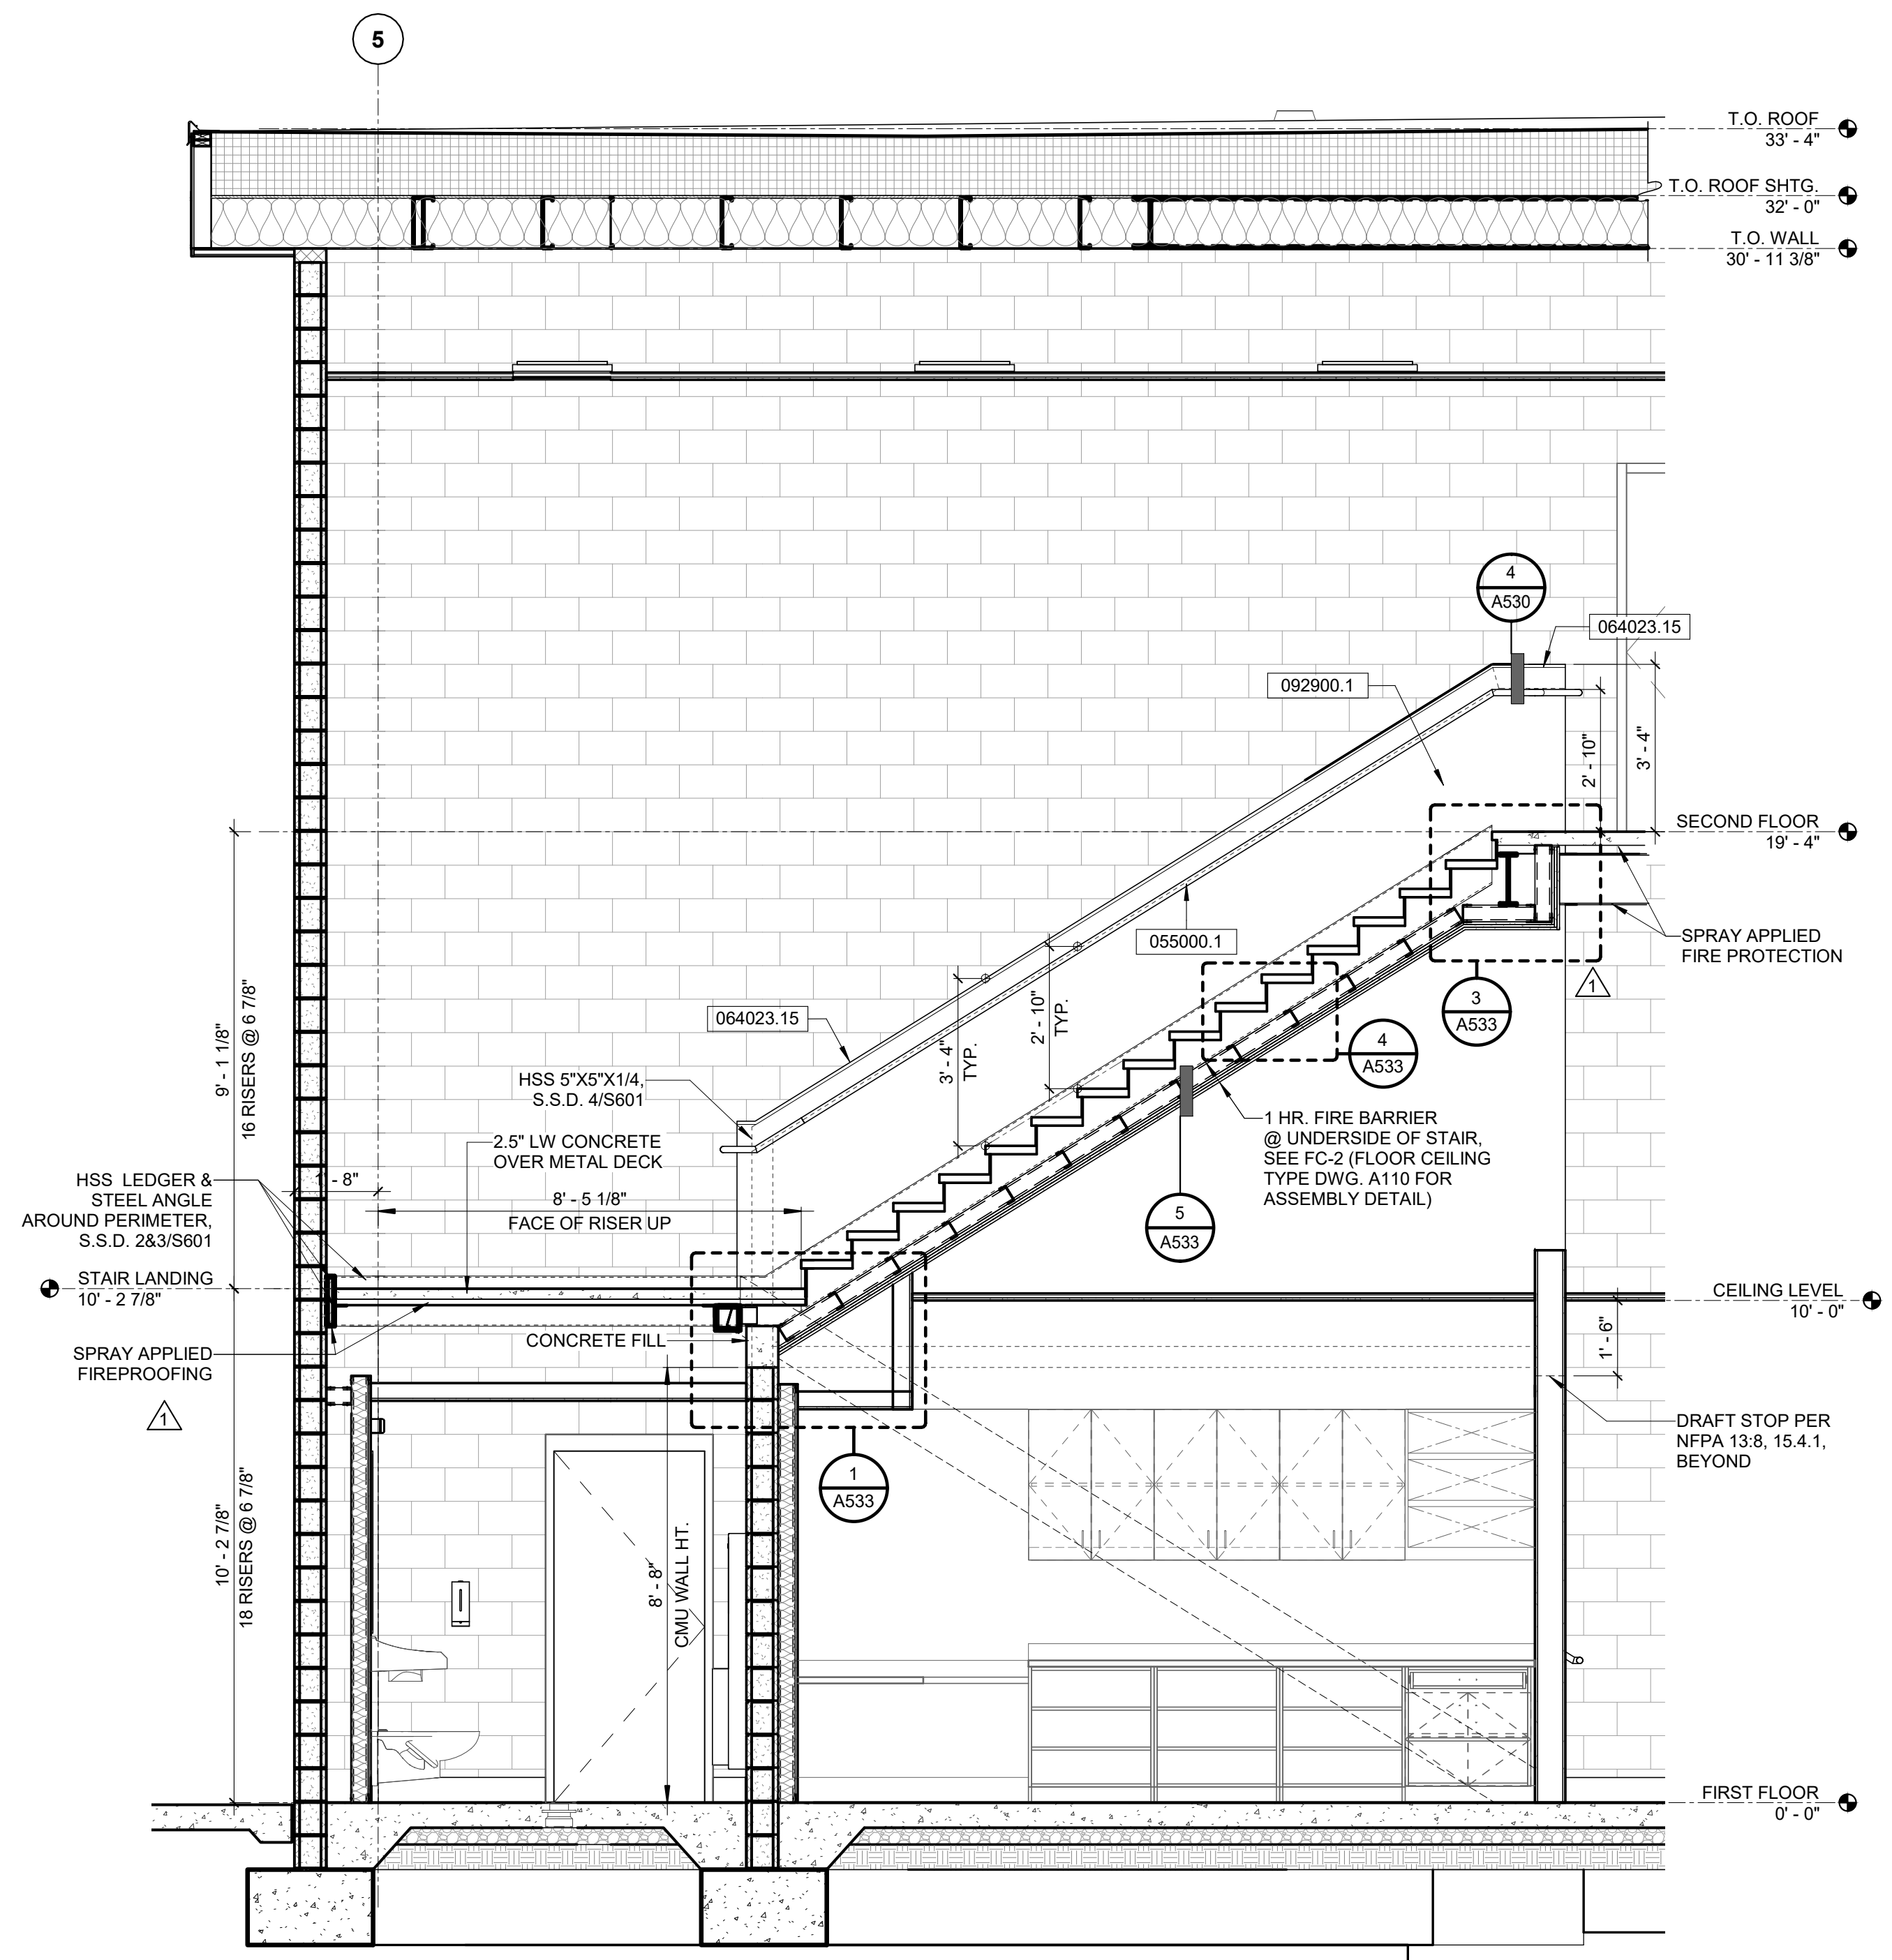 5
T.O. ROOF
33' - 4"
T.O. ROOF SHTG.
32' - 0"
T.O. WALL
30' - 11 3/8"
4
A530
064023.15
092900.1
2' - 10"
3' - 4"
SECOND FLOOR
19' - 4"
055000.1
SPRAY APPLIED
FIRE PROTECTION
1
3
A533
4
A533
9' - 1 1/8"
16 RISERS @ 6 7/8"
064023.15
3' - 4"
TYP.
2' - 10"
TYP.
HSS 5"X5"X1/4,
S.S.D. 4/S601
1 HR. FIRE BARRIER
@ UNDERSIDE OF STAIR,
SEE FC-2 (FLOOR CEILING
TYPE DWG. A110 FOR
ASSEMBLY DETAIL)
2.5" LW CONCRETE
OVER METAL DECK
HSS LEDGER &
STEEL ANGLE
AROUND PERIMETER,
S.S.D. 2&3/S601
- 8"
8' - 5 1/8"
FACE OF RISER UP
5
A533
STAIR LANDING
10' - 2 7/8"
CEILING LEVEL
10' - 0"
CONCRETE FILL
1' - 6"
SPRAY APPLIED
FIREPROOFING
1
DRAFT STOP PER
NFPA 13:8, 15.4.1,
BEYOND
1
A533
10' - 2 7/8"
18 RISERS @ 6 7/8"
8' - 8"
CMU WALL HT.
FIRST FLOOR
0' - 0"